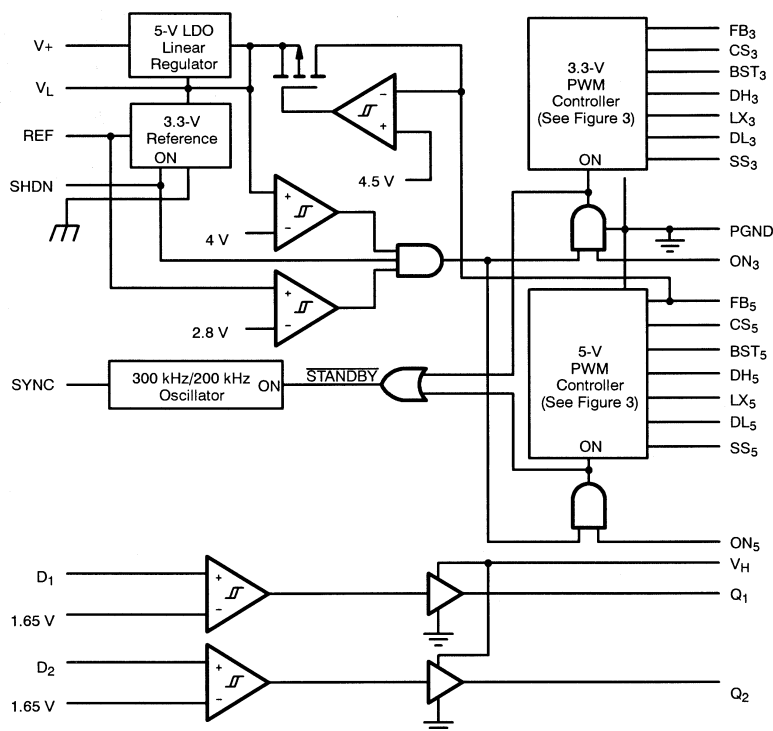 V+
5-V LDO
Linear
Regulator
VL
REF
3.3-V
Reference
ON
SHDN
4.5 V
−
+
4 V
+
−
2.8 V
+
−
3.3-V
PWM
Controller
(See Figure 3)
ON
FB3
CS3
BST3
DH3
LX3
DL3
SS3
PGND
ON3
FB5
CS5
BST5
DH5
LX5
DL5
SS5
5-V
PWM
Controller
(See Figure 3)
ON
SYNC
300 kHz/200 kHz
Oscillator
ON
STANDBY
ON5
VH
D1
1.65 V
+
−
Q1
D2
1.65 V
+
−
Q2